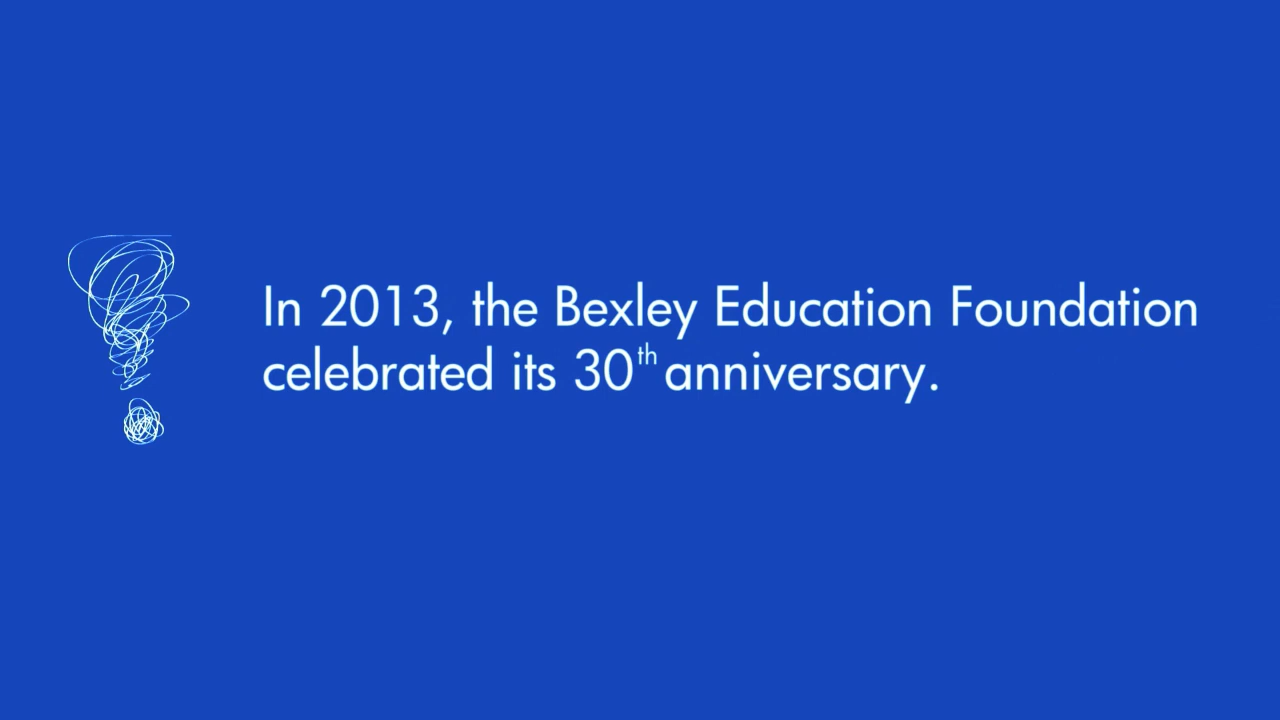 In 2013, the Bexley Education Foundation
celebrated its 30th anniversary.